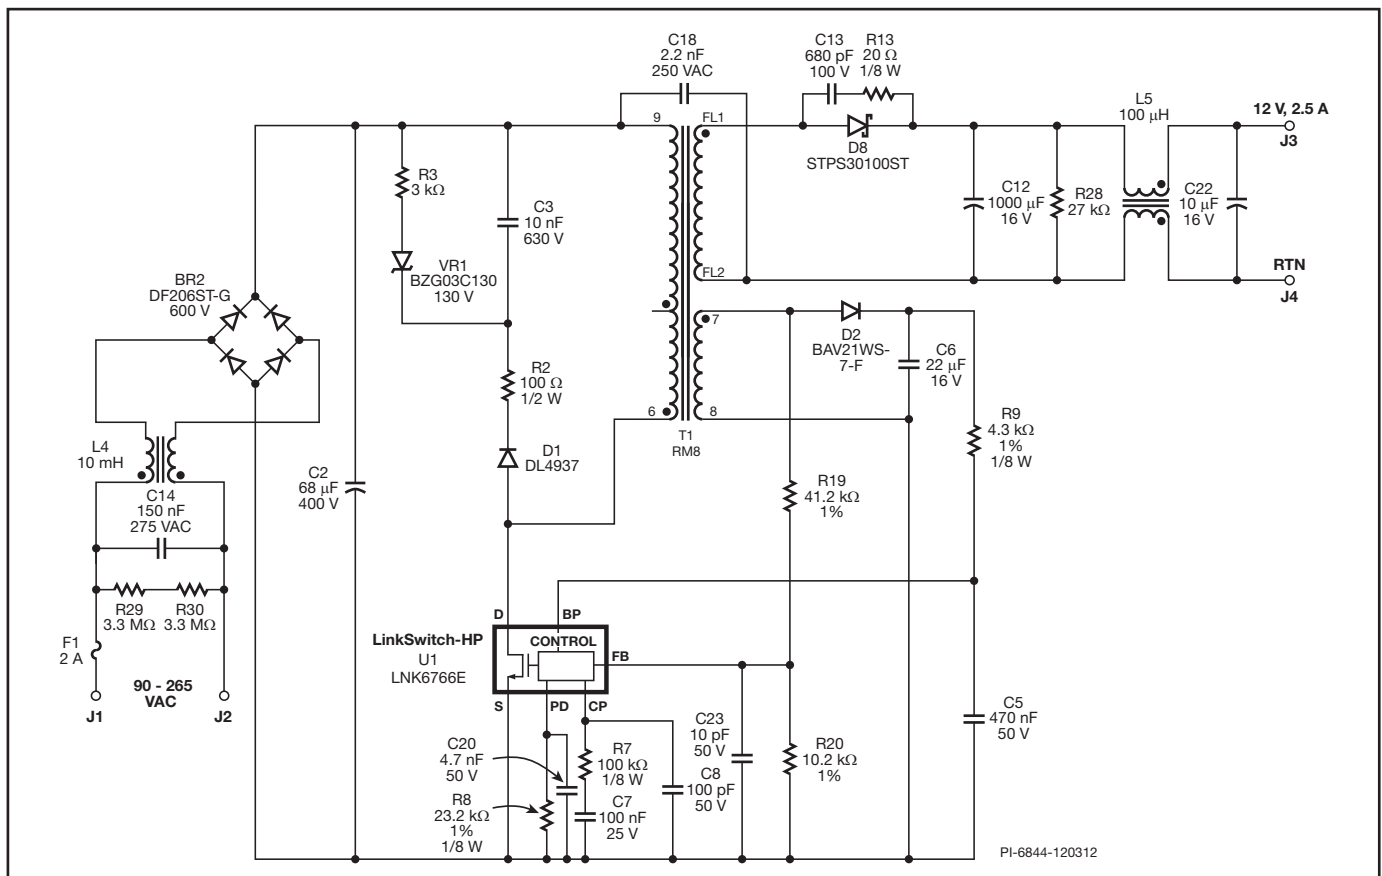 C18
2.2 nF
250 VAC
C13
680 pF
100 V
R13
20 Ω
1/8 W
L5
100 µH
12 V, 2.5 A
J3
9
FL1
D8
STPS30100ST
R3
3 kΩ
C3
10 nF
630 V
C12
1000 µF
16 V
R28
27 kΩ
C22
10 µF
16 V
VR1
BZG03C130
130 V
BR2
DF206ST-G
600 V
FL2
RTN
J4
7
D2
BAV21WS-
7-F
C6
22 µF
16 V
R2
100 Ω
1/2 W
6
8
T1
RM8
R9
4.3 kΩ
1%
1/8 W
L4
10 mH
D1
DL4937
C2
68 µF
400 V
R19
41.2 kΩ
1%
C14
150 nF
275 VAC
R29
3.3 MΩ
R30
3.3 MΩ
F1
2 A
90 - 265
VAC
J1
J2
D
BP
LinkSwitch-HP
U1
LNK6766E
CONTROL
FB
S
PD
CP
C20
4.7 nF
50 V
R7
100 kΩ
1/8 W
C23
10 pF
50 V
C5
470 nF
50 V
R20
10.2 kΩ
1%
C8
100 pF
50 V
R8
23.2 kΩ
1%
1/8 W
C7
100 nF
25 V
PI-6844-120312